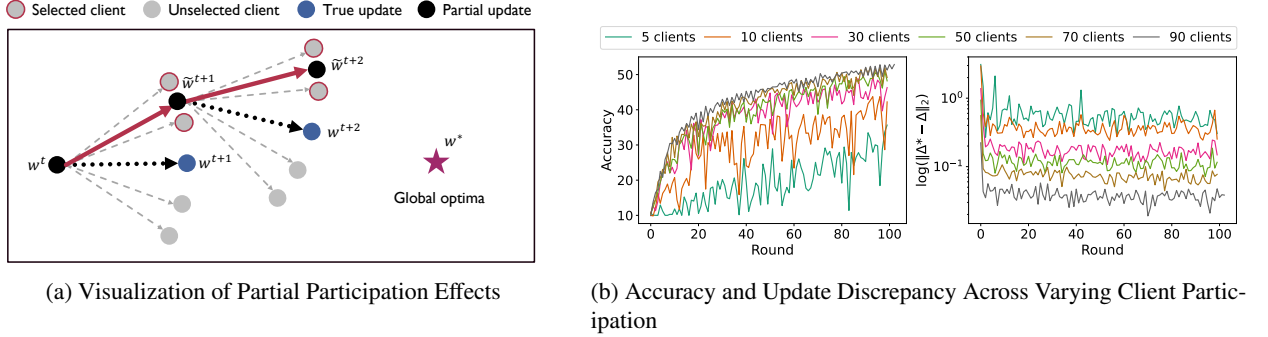 Selected client Unselected client True update Partial update
w̃^{t+2}
w̃^{t+1}
w^{t+2}
w^*
w^t
w^{t+1}
Global optima
(a) Visualization of Partial Participation Effects
5 clients 10 clients 30 clients 50 clients 70 clients 90 clients
Accuracy
50
40
30
20
10
0 20 40 60 80 100
Round
log(‖Δ* − Δ‖₂)
10⁰
10⁻¹
0 20 40 60 80 100
Round
(b) Accuracy and Update Discrepancy Across Varying Client Partic-
ipation